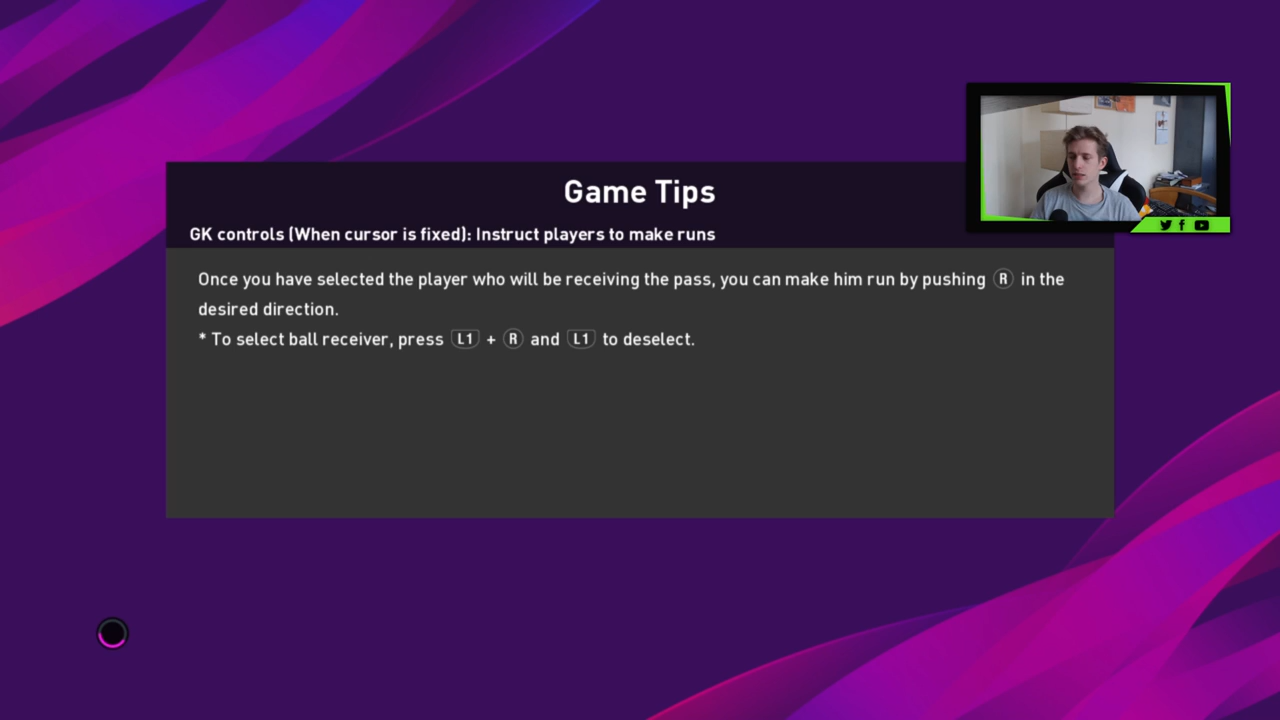 Game Tips
GK controls (When cursor is fixed): Instruct players to make runs
Once you have selected the player who will be receiving the pass, you can make him run by pushing R in the
desired direction.
* To select ball receiver, press L1 + R and L1 to deselect.